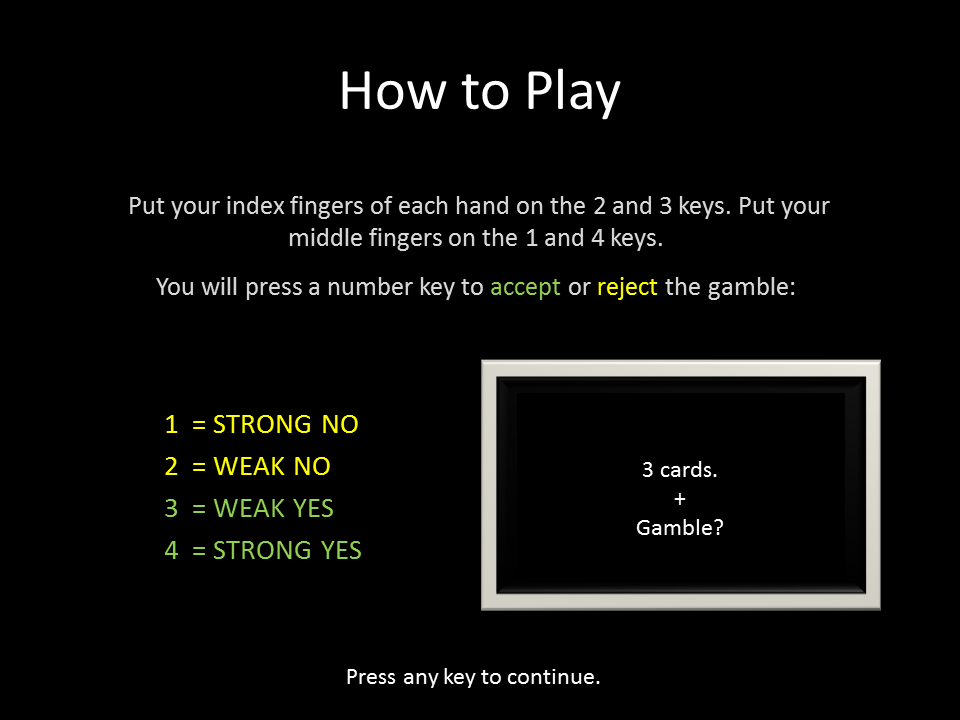 How to Play
Put your index fingers of each hand on the 2 and 3 keys. Put your
middle fingers on the 1 and 4 keys.
You will press a number key to accept or reject the gamble:
1 = STRONG NO
2 = WEAK NO
3 = WEAK YES
4 = STRONG YES
3 cards.
+
Gamble?
Press any key to continue.